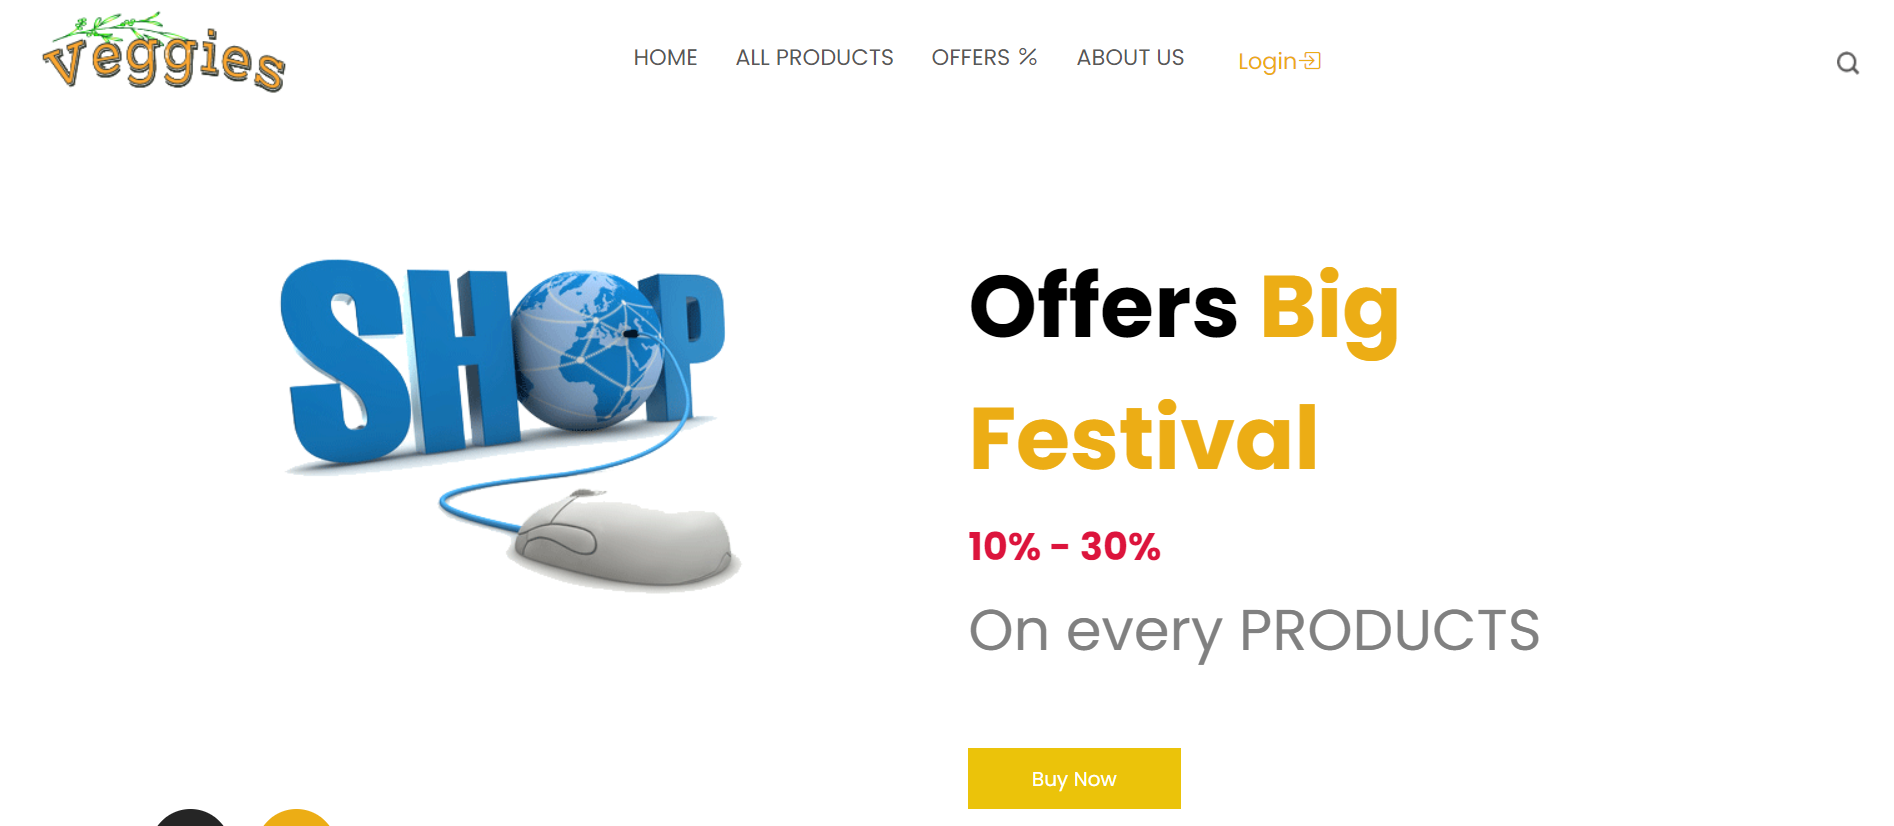 Veggies
HOME ALL PRODUCTS OFFERS % ABOUT US Login
SHOP
Offers Big
Festival
10% - 30%
On every PRODUCTS
Buy Now